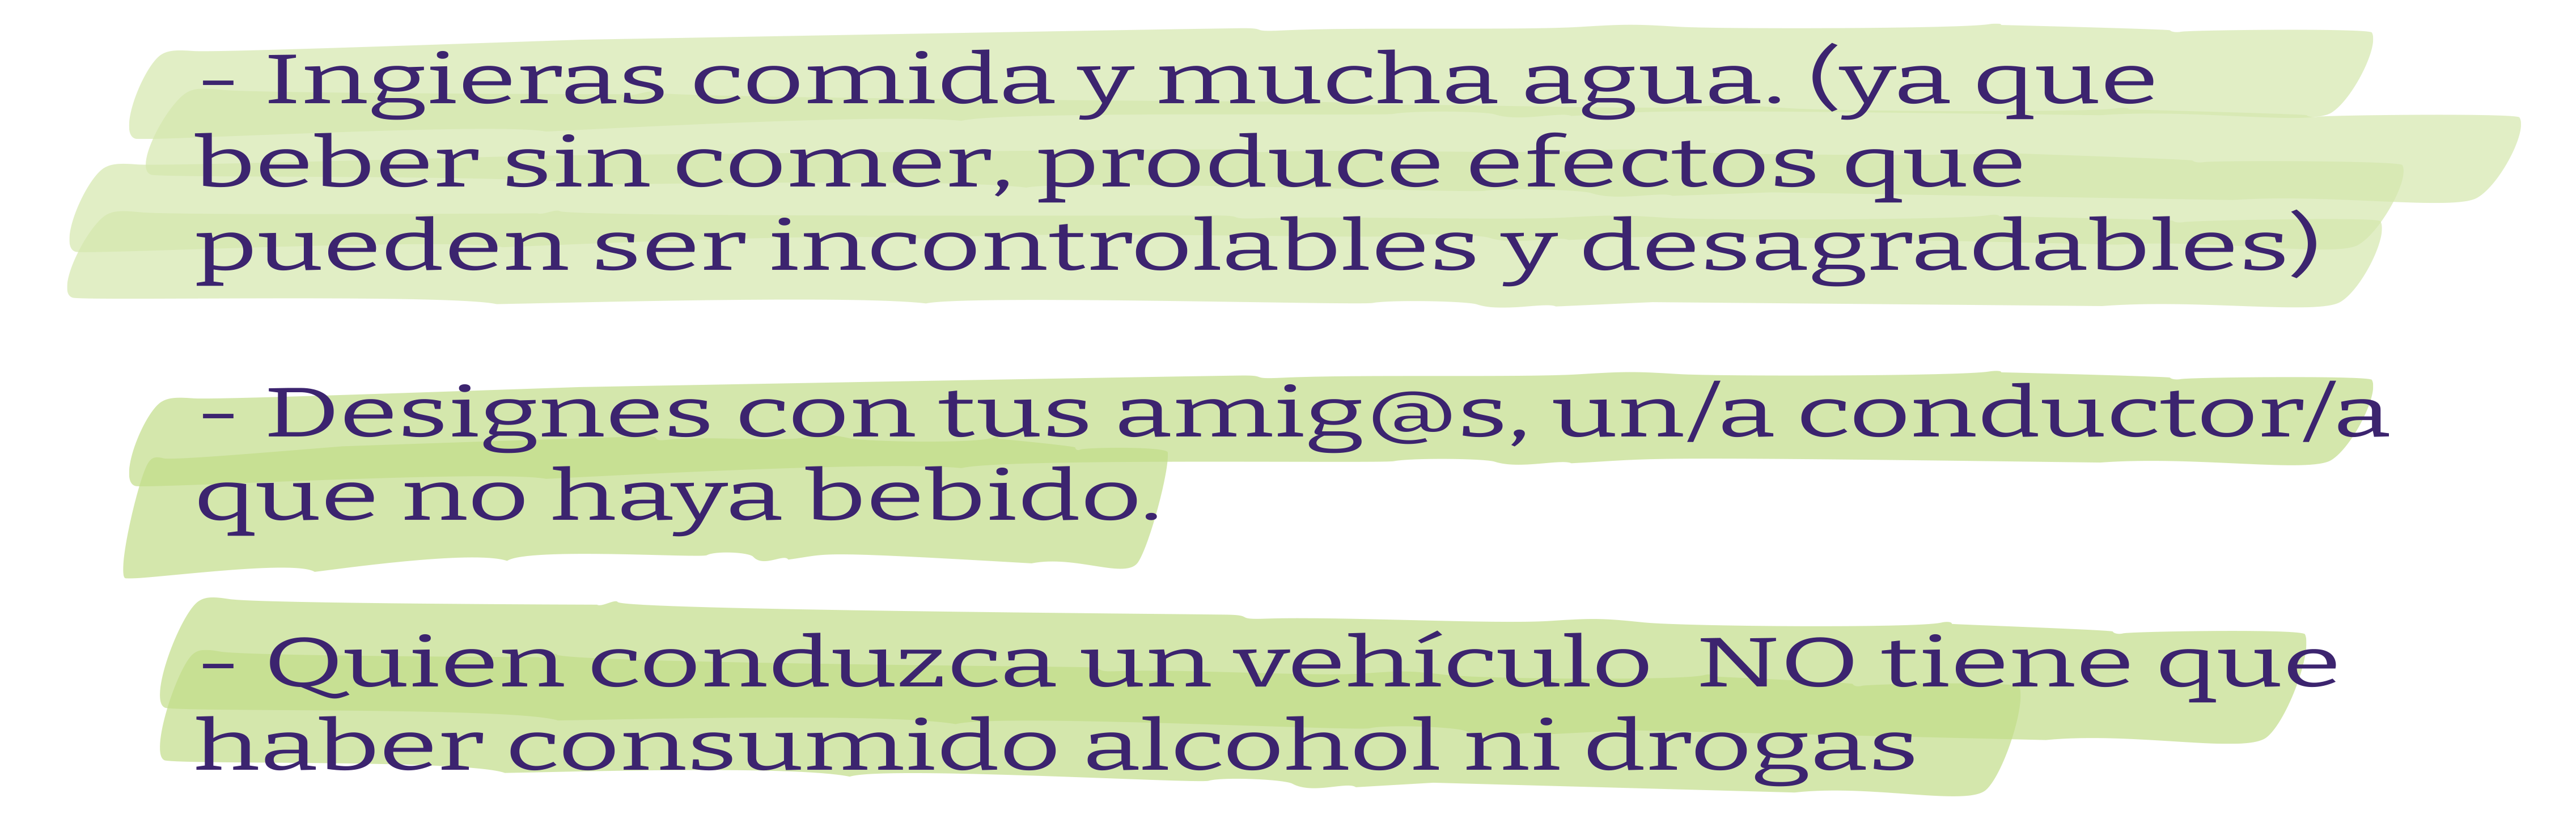 - Ingieras comida y mucha agua. (ya que
beber sin comer, produce efectos que
pueden ser incontrolables y desagradables)
- Designes con tus amig@s, un/a conductor/a
que no haya bebido.
- Quien conduzca un vehículo  NO tiene que
haber consumido alcohol ni drogas